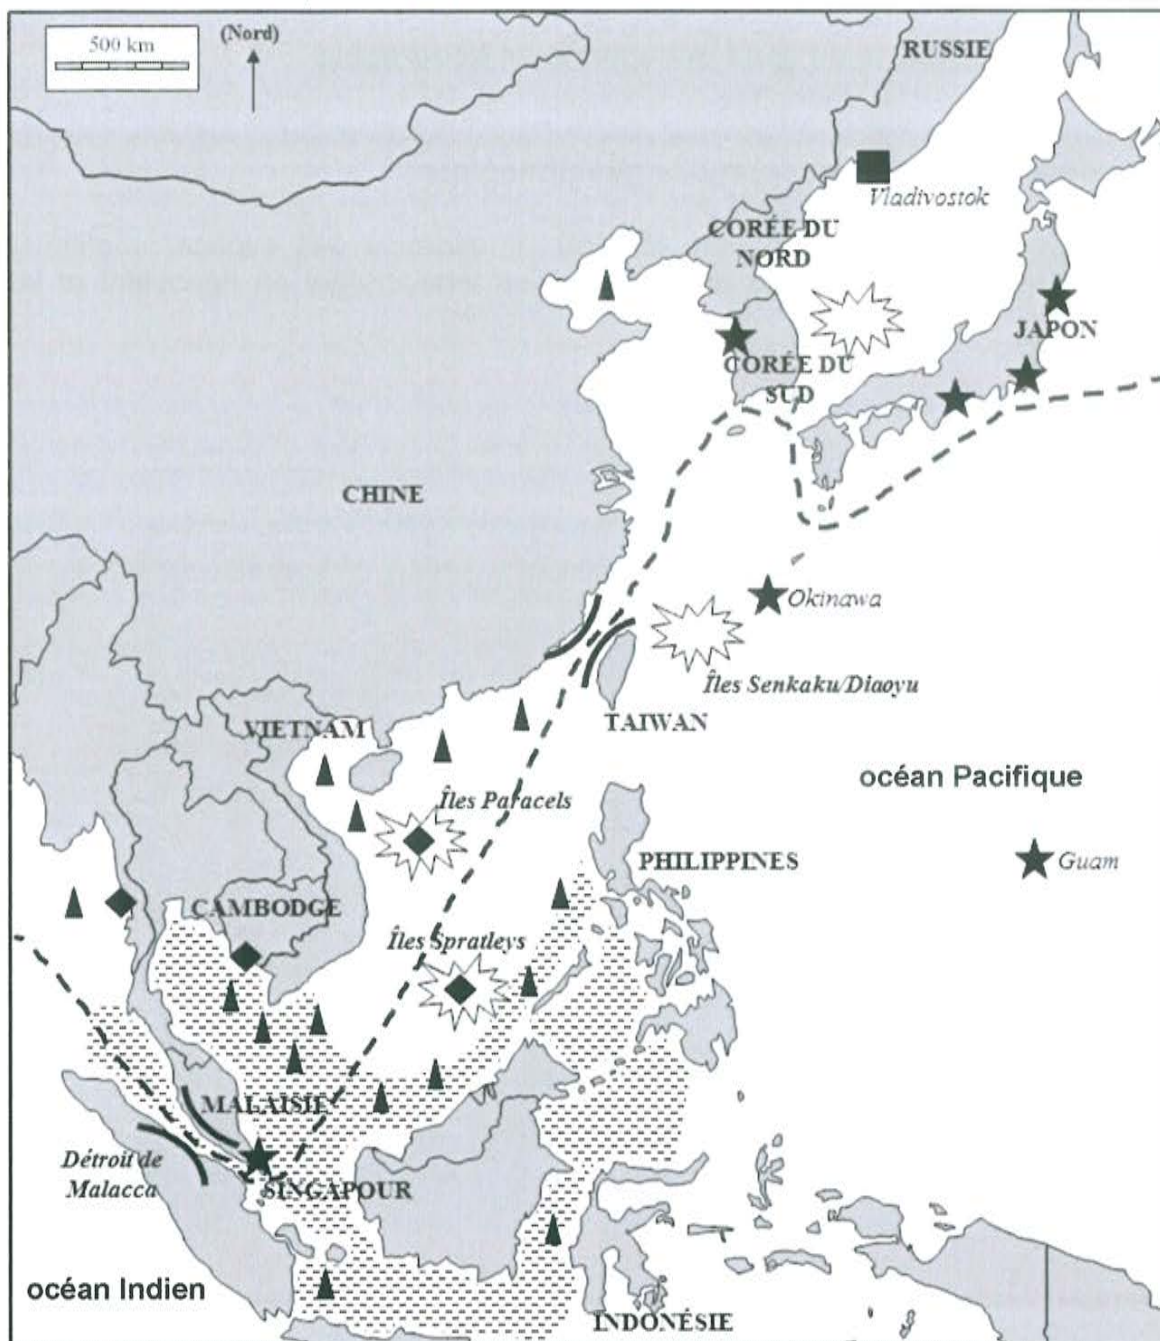 500 km
(Nord)
RUSSIE
Vladivostok
CORÉE DU
NORD
JAPON
CORÉE DU
SUD
CHINE
Okinawa
Îles Senkaku/Diaoyu
TAIWAN
VIETNAM
océan Pacifique
Îles Paracels
PHILIPPINES
Guam
CAMBODGE
Îles Spratleys
MALAISIE
Détroit de
Malacca
SINGAPOUR
océan Indien
INDONÉSIE